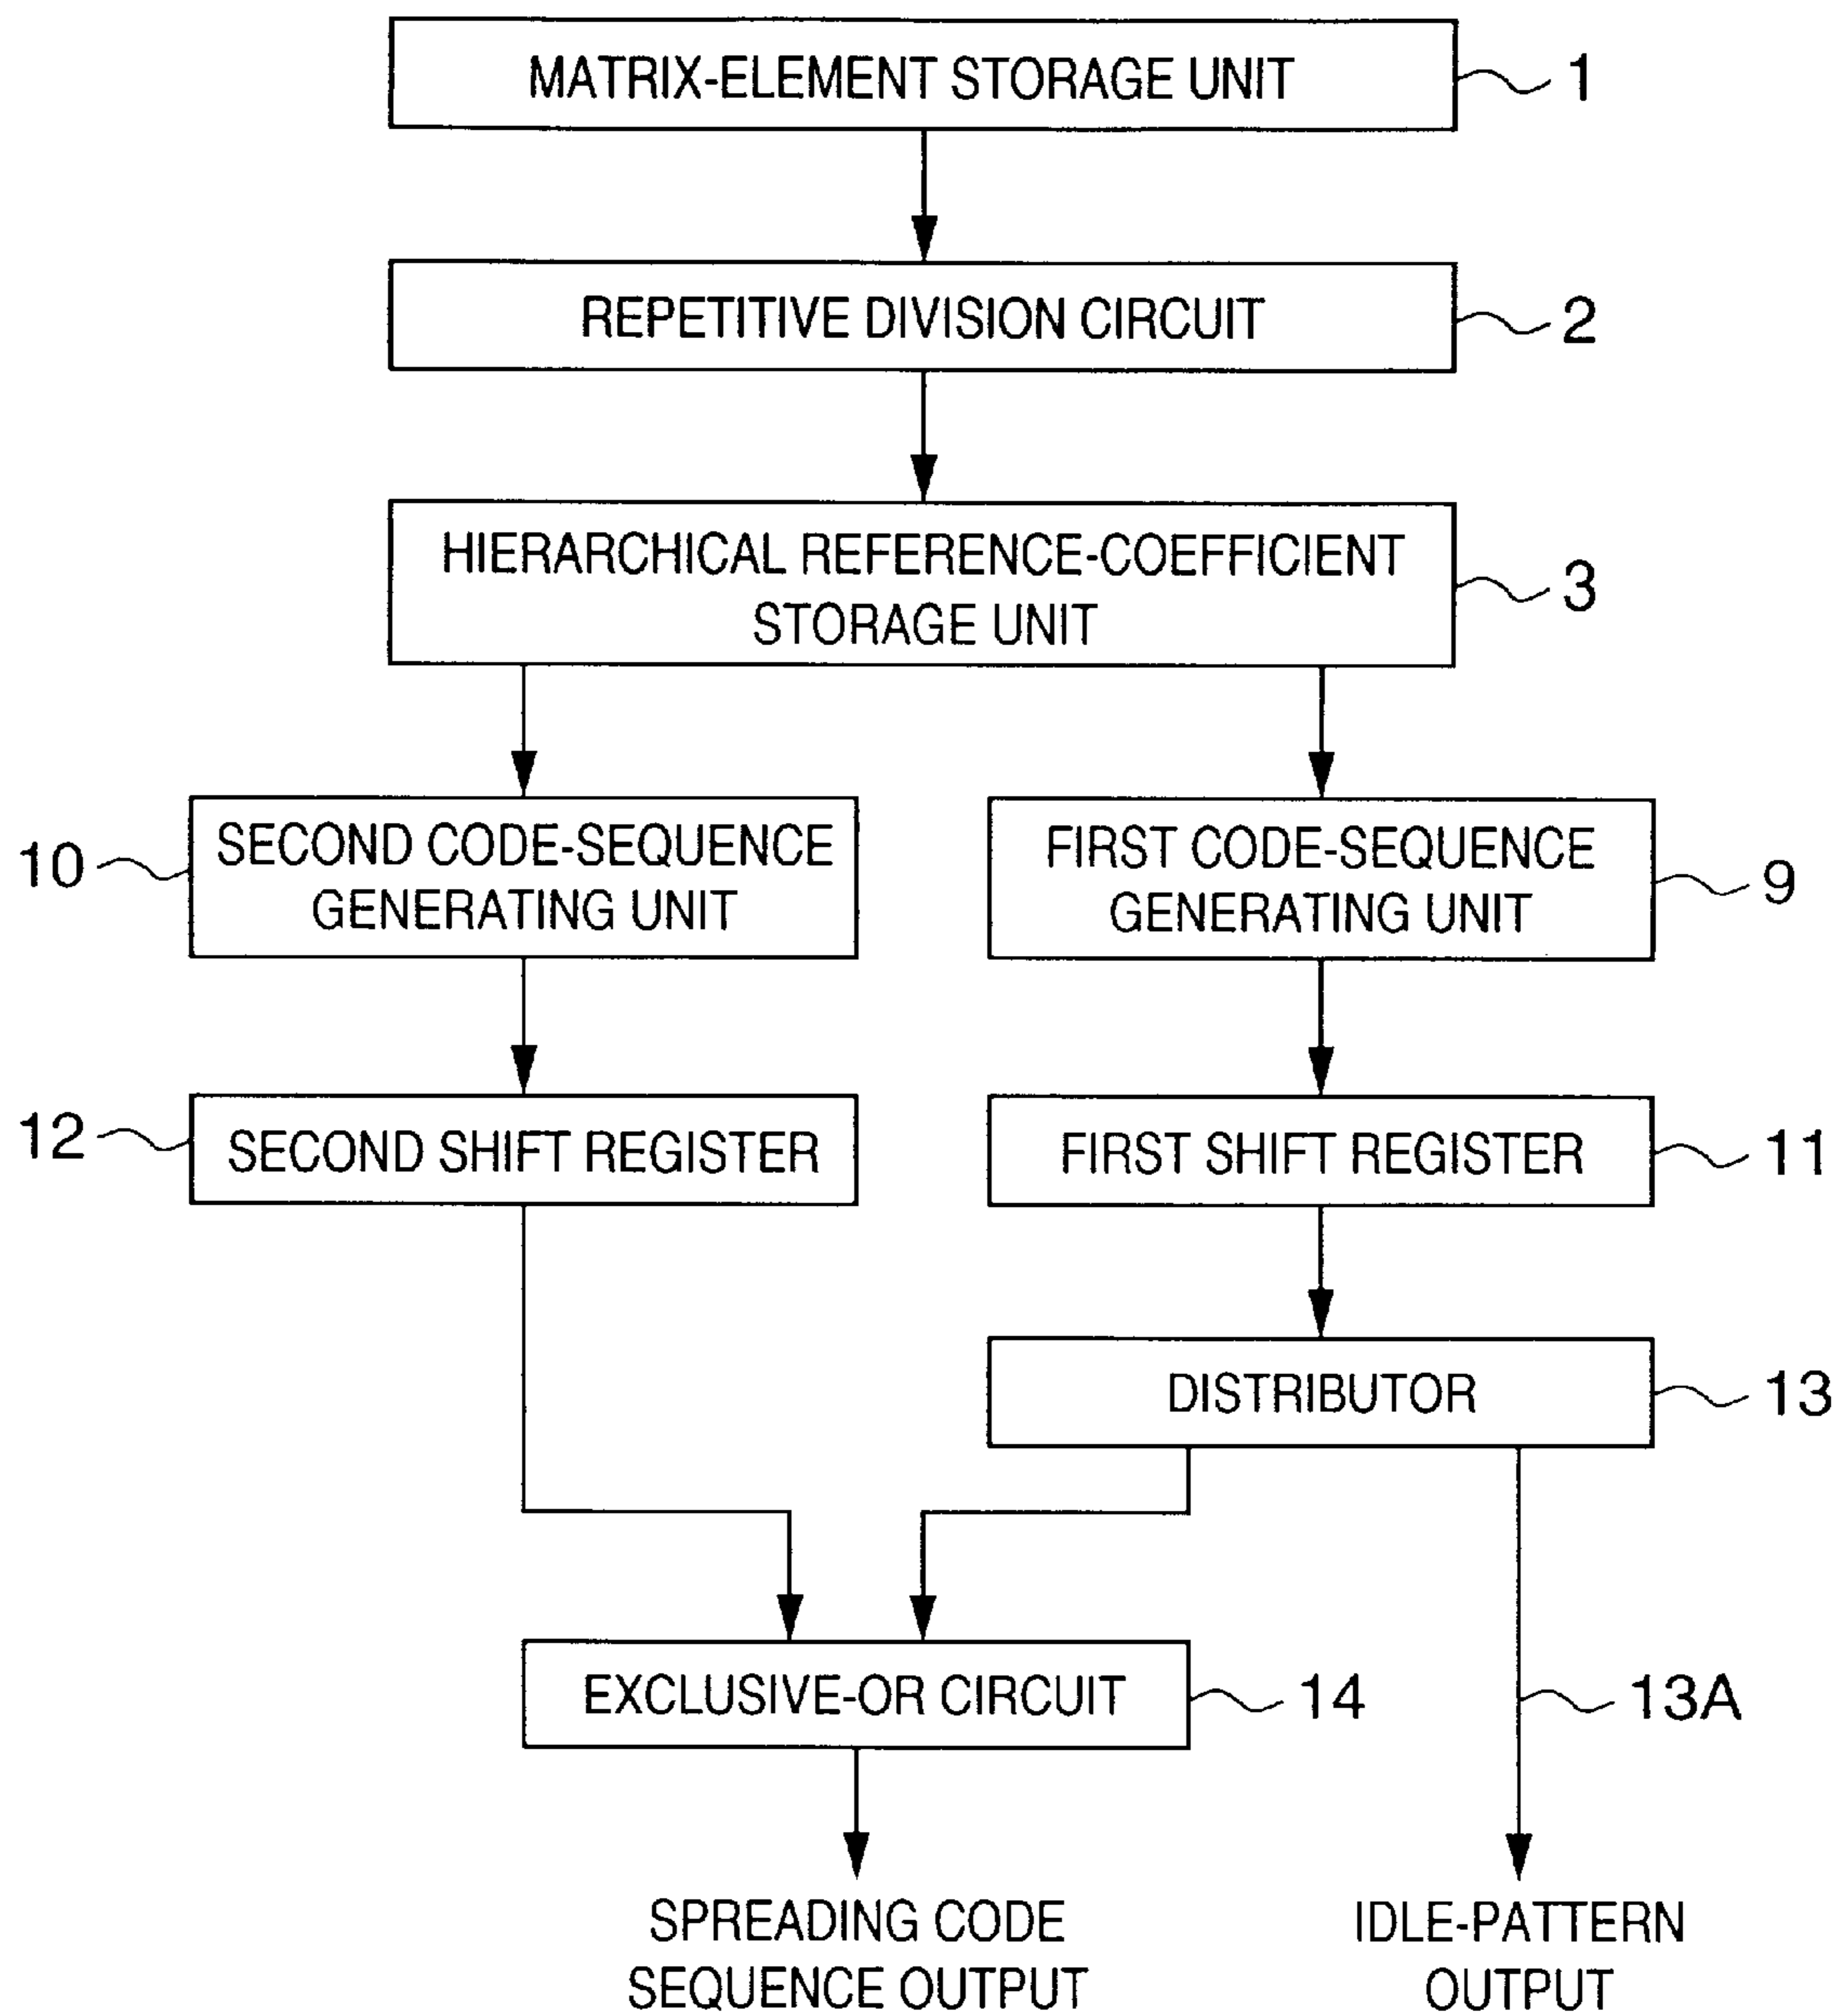 MATRIX-ELEMENT STORAGE UNIT
1
REPETITIVE DIVISION CIRCUIT
2
HIERARCHICAL REFERENCE-COEFFICIENT
STORAGE UNIT
3
10
SECOND CODE-SEQUENCE
GENERATING UNIT
FIRST CODE-SEQUENCE
GENERATING UNIT
9
12
SECOND SHIFT REGISTER
FIRST SHIFT REGISTER
11
DISTRIBUTOR
13
EXCLUSIVE-OR CIRCUIT
14
13A
SPREADING CODE
SEQUENCE OUTPUT
IDLE-PATTERN
OUTPUT